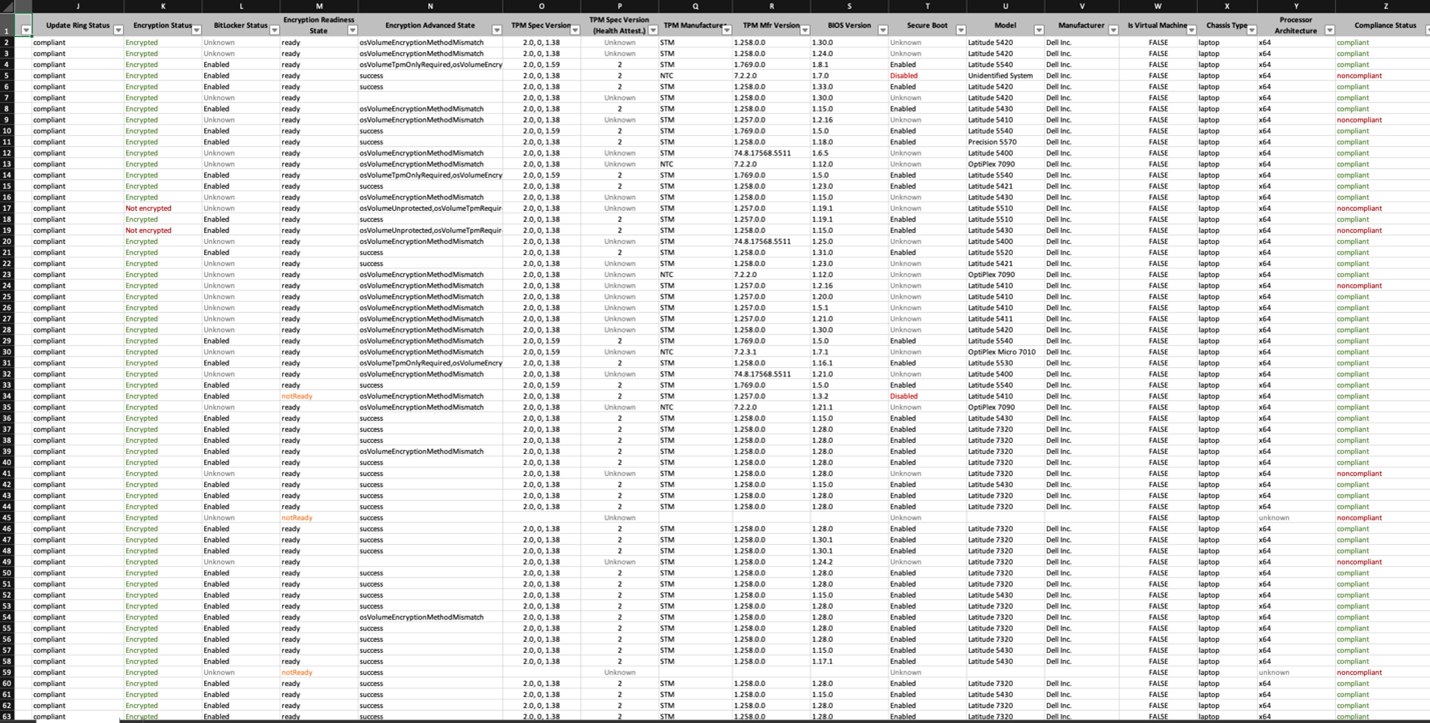 J K L M N O P Q R S T U V W X Y Z
1 Update Ring Status Encryption Status BitLocker Status Encryption Readiness State Encryption Advanced State TPM Spec Version TPM Spec Version (Health Attest.) TPM Manufacturer TPM Mfr Version BIOS Version Secure Boot Model Manufacturer Is Virtual Machine Chassis Type Processor Architecture Compliance Status
2 compliant Encrypted Unknown ready osVolumeEncryptionMethodMismatch 2.0, 0, 1.38 Unknown STM 1.258.0.0 1.30.0 Unknown Latitude 5420 Dell Inc. FALSE laptop x64 compliant
3 compliant Encrypted Unknown ready osVolumeEncryptionMethodMismatch 2.0, 0, 1.38 Unknown STM 1.258.0.0 1.24.0 Unknown Latitude 5420 Dell Inc. FALSE laptop x64 compliant
4 compliant Encrypted Enabled ready osVolumeTpmOnlyRequired,osVolumeEncry 2.0, 0, 1.59 2 STM 1.769.0.0 1.8.1 Enabled Latitude 5540 Dell Inc. FALSE laptop x64 compliant
5 compliant Encrypted Enabled ready success 2.0, 0, 1.38 2 NTC 7.2.2.0 1.7.0 Disabled Unidentified System Dell Inc. FALSE laptop x64 noncompliant
6 compliant Encrypted Enabled ready success 2.0, 0, 1.38 2 STM 1.258.0.0 1.33.0 Enabled Latitude 5420 Dell Inc. FALSE laptop x64 compliant
7 compliant Encrypted Unknown ready 2.0, 0, 1.38 Unknown STM 1.258.0.0 1.30.0 Unknown Latitude 5420 Dell Inc. FALSE laptop x64 compliant
8 compliant Encrypted Enabled ready osVolumeEncryptionMethodMismatch 2.0, 0, 1.38 2 STM 1.258.0.0 1.15.0 Enabled Latitude 5430 Dell Inc. FALSE laptop x64 compliant
9 compliant Encrypted Unknown ready osVolumeEncryptionMethodMismatch 2.0, 0, 1.38 Unknown STM 1.257.0.0 1.2.16 Unknown Latitude 5410 Dell Inc. FALSE laptop x64 noncompliant
10 compliant Encrypted Enabled ready success 2.0, 0, 1.59 2 STM 1.769.0.0 1.5.0 Enabled Latitude 5540 Dell Inc. FALSE laptop x64 compliant
11 compliant Encrypted Enabled ready success 2.0, 0, 1.38 2 STM 1.258.0.0 1.18.0 Enabled Precision 5570 Dell Inc. FALSE laptop x64 compliant
12 compliant Encrypted Unknown ready osVolumeEncryptionMethodMismatch 2.0, 0, 1.38 Unknown STM 74.8.17568.5511 1.6.5 Unknown Latitude 5400 Dell Inc. FALSE laptop x64 compliant
13 compliant Encrypted Unknown ready osVolumeEncryptionMethodMismatch 2.0, 0, 1.38 Unknown NTC 7.2.2.0 1.12.0 Unknown OptiPlex 7090 Dell Inc. FALSE laptop x64 compliant
14 compliant Encrypted Enabled ready osVolumeTpmOnlyRequired,osVolumeEncry 2.0, 0, 1.59 2 STM 1.769.0.0 1.5.0 Enabled Latitude 5540 Dell Inc. FALSE laptop x64 compliant
15 compliant Encrypted Enabled ready success 2.0, 0, 1.38 2 STM 1.258.0.0 1.23.0 Enabled Latitude 5421 Dell Inc. FALSE laptop x64 compliant
16 compliant Encrypted Unknown ready osVolumeEncryptionMethodMismatch 2.0, 0, 1.38 Unknown STM 1.258.0.0 1.15.0 Unknown Latitude 5430 Dell Inc. FALSE laptop x64 compliant
17 compliant Not encrypted Unknown ready osVolumeUnprotected,osVolumeTpmRequir 2.0, 0, 1.38 Unknown STM 1.257.0.0 1.19.1 Unknown Latitude 5510 Dell Inc. FALSE laptop x64 noncompliant
18 compliant Encrypted Enabled ready success 2.0, 0, 1.38 2 STM 1.257.0.0 1.19.1 Enabled Latitude 5510 Dell Inc. FALSE laptop x64 compliant
19 compliant Not encrypted Enabled ready osVolumeUnprotected,osVolumeTpmRequir 2.0, 0, 1.38 2 STM 1.258.0.0 1.15.0 Enabled Latitude 5430 Dell Inc. FALSE laptop x64 noncompliant
20 compliant Encrypted Unknown ready osVolumeEncryptionMethodMismatch 2.0, 0, 1.38 Unknown STM 74.8.17568.5511 1.25.0 Unknown Latitude 5400 Dell Inc. FALSE laptop x64 compliant
21 compliant Encrypted Enabled ready success 2.0, 0, 1.38 2 STM 1.258.0.0 1.31.0 Enabled Latitude 5520 Dell Inc. FALSE laptop x64 compliant
22 compliant Encrypted Unknown ready success 2.0, 0, 1.38 Unknown STM 1.258.0.0 1.23.0 Unknown Latitude 5421 Dell Inc. FALSE laptop x64 compliant
23 compliant Encrypted Unknown ready osVolumeEncryptionMethodMismatch 2.0, 0, 1.38 Unknown NTC 7.2.2.0 1.12.0 Unknown OptiPlex 7090 Dell Inc. FALSE laptop x64 compliant
24 compliant Encrypted Unknown ready osVolumeEncryptionMethodMismatch 2.0, 0, 1.38 Unknown STM 1.257.0.0 1.2.16 Unknown Latitude 5410 Dell Inc. FALSE laptop x64 noncompliant
25 compliant Encrypted Unknown ready osVolumeEncryptionMethodMismatch 2.0, 0, 1.38 Unknown STM 1.257.0.0 1.20.0 Unknown Latitude 5410 Dell Inc. FALSE laptop x64 compliant
26 compliant Encrypted Unknown ready osVolumeEncryptionMethodMismatch 2.0, 0, 1.38 Unknown STM 1.257.0.0 1.5.1 Unknown Latitude 5410 Dell Inc. FALSE laptop x64 compliant
27 compliant Encrypted Unknown ready osVolumeEncryptionMethodMismatch 2.0, 0, 1.38 Unknown STM 1.257.0.0 1.21.0 Unknown Latitude 5411 Dell Inc. FALSE laptop x64 compliant
28 compliant Encrypted Unknown ready osVolumeEncryptionMethodMismatch 2.0, 0, 1.38 Unknown STM 1.258.0.0 1.30.0 Unknown Latitude 5420 Dell Inc. FALSE laptop x64 compliant
29 compliant Encrypted Enabled ready osVolumeEncryptionMethodMismatch 2.0, 0, 1.59 2 STM 1.769.0.0 1.5.0 Enabled Latitude 5540 Dell Inc. FALSE laptop x64 compliant
30 compliant Encrypted Unknown ready osVolumeEncryptionMethodMismatch 2.0, 0, 1.59 Unknown NTC 7.2.3.1 1.7.1 Unknown OptiPlex Micro 7010 Dell Inc. FALSE laptop x64 compliant
31 compliant Encrypted Enabled ready osVolumeTpmOnlyRequired,osVolumeEncry 2.0, 0, 1.38 2 STM 1.258.0.0 1.16.1 Enabled Latitude 5530 Dell Inc. FALSE laptop x64 compliant
32 compliant Encrypted Unknown ready osVolumeEncryptionMethodMismatch 2.0, 0, 1.38 Unknown STM 74.8.17568.5511 1.21.0 Unknown Latitude 5400 Dell Inc. FALSE laptop x64 compliant
33 compliant Encrypted Enabled ready success 2.0, 0, 1.59 2 STM 1.769.0.0 1.5.0 Enabled Latitude 5540 Dell Inc. FALSE laptop x64 compliant
34 compliant Encrypted Enabled notReady osVolumeEncryptionMethodMismatch 2.0, 0, 1.38 2 STM 1.257.0.0 1.3.2 Disabled Latitude 5410 Dell Inc. FALSE laptop x64 noncompliant
35 compliant Encrypted Unknown ready osVolumeEncryptionMethodMismatch 2.0, 0, 1.38 Unknown NTC 7.2.2.0 1.21.1 Unknown OptiPlex 7090 Dell Inc. FALSE laptop x64 compliant
36 compliant Encrypted Enabled ready success 2.0, 0, 1.38 2 STM 1.258.0.0 1.15.0 Enabled Latitude 5430 Dell Inc. FALSE laptop x64 compliant
37 compliant Encrypted Enabled ready success 2.0, 0, 1.38 2 STM 1.258.0.0 1.28.0 Enabled Latitude 7320 Dell Inc. FALSE laptop x64 compliant
38 compliant Encrypted Enabled ready success 2.0, 0, 1.38 2 STM 1.258.0.0 1.28.0 Enabled Latitude 7320 Dell Inc. FALSE laptop x64 compliant
39 compliant Encrypted Enabled ready osVolumeEncryptionMethodMismatch 2.0, 0, 1.38 2 STM 1.258.0.0 1.28.0 Enabled Latitude 7320 Dell Inc. FALSE laptop x64 compliant
40 compliant Encrypted Enabled ready success 2.0, 0, 1.38 2 STM 1.258.0.0 1.28.0 Enabled Latitude 7320 Dell Inc. FALSE laptop x64 compliant
41 compliant Encrypted Unknown ready success 2.0, 0, 1.38 Unknown STM 1.258.0.0 1.28.0 Unknown Latitude 7320 Dell Inc. FALSE laptop x64 noncompliant
42 compliant Encrypted Enabled ready success 2.0, 0, 1.38 2 STM 1.258.0.0 1.15.0 Enabled Latitude 5430 Dell Inc. FALSE laptop x64 compliant
43 compliant Encrypted Enabled ready success 2.0, 0, 1.38 2 STM 1.258.0.0 1.28.0 Enabled Latitude 7320 Dell Inc. FALSE laptop x64 compliant
44 compliant Encrypted Enabled ready success 2.0, 0, 1.38 2 STM 1.258.0.0 1.28.0 Enabled Latitude 7320 Dell Inc. FALSE laptop x64 compliant
45 compliant Encrypted Unknown notReady success Unknown Unknown FALSE laptop unknown noncompliant
46 compliant Encrypted Enabled ready success 2.0, 0, 1.38 2 STM 1.258.0.0 1.28.0 Enabled Latitude 7320 Dell Inc. FALSE laptop x64 compliant
47 compliant Encrypted Enabled ready success 2.0, 0, 1.38 2 STM 1.258.0.0 1.30.1 Enabled Latitude 7320 Dell Inc. FALSE laptop x64 compliant
48 compliant Encrypted Enabled ready success 2.0, 0, 1.38 2 STM 1.258.0.0 1.30.1 Enabled Latitude 7320 Dell Inc. FALSE laptop x64 compliant
49 compliant Encrypted Unknown ready 2.0, 0, 1.38 Unknown STM 1.258.0.0 1.24.2 Unknown Latitude 7320 Dell Inc. FALSE laptop x64 noncompliant
50 compliant Encrypted Enabled ready success 2.0, 0, 1.38 2 STM 1.258.0.0 1.28.0 Enabled Latitude 7320 Dell Inc. FALSE laptop x64 compliant
51 compliant Encrypted Enabled ready success 2.0, 0, 1.38 2 STM 1.258.0.0 1.28.0 Enabled Latitude 7320 Dell Inc. FALSE laptop x64 compliant
52 compliant Encrypted Enabled ready success 2.0, 0, 1.38 2 STM 1.258.0.0 1.15.0 Enabled Latitude 5430 Dell Inc. FALSE laptop x64 compliant
53 compliant Encrypted Enabled ready success 2.0, 0, 1.38 2 STM 1.258.0.0 1.28.0 Enabled Latitude 7320 Dell Inc. FALSE laptop x64 compliant
54 compliant Encrypted Enabled ready osVolumeEncryptionMethodMismatch 2.0, 0, 1.38 2 STM 1.258.0.0 1.28.0 Enabled Latitude 7320 Dell Inc. FALSE laptop x64 compliant
55 compliant Encrypted Enabled ready success 2.0, 0, 1.38 2 STM 1.258.0.0 1.28.0 Enabled Latitude 7320 Dell Inc. FALSE laptop x64 compliant
56 compliant Encrypted Enabled ready success 2.0, 0, 1.38 2 STM 1.258.0.0 1.28.0 Enabled Latitude 7320 Dell Inc. FALSE laptop x64 compliant
57 compliant Encrypted Enabled ready success 2.0, 0, 1.38 2 STM 1.258.0.0 1.15.0 Enabled Latitude 5430 Dell Inc. FALSE laptop x64 compliant
58 compliant Encrypted Enabled ready success 2.0, 0, 1.38 2 STM 1.258.0.0 1.17.1 Enabled Latitude 5430 Dell Inc. FALSE laptop x64 compliant
59 compliant Encrypted Unknown notReady success Unknown Unknown FALSE laptop unknown noncompliant
60 compliant Encrypted Enabled ready success 2.0, 0, 1.38 2 STM 1.258.0.0 1.28.0 Enabled Latitude 7320 Dell Inc. FALSE laptop x64 compliant
61 compliant Encrypted Enabled ready success 2.0, 0, 1.38 2 STM 1.258.0.0 1.15.0 Enabled Latitude 5430 Dell Inc. FALSE laptop x64 compliant
62 compliant Encrypted Enabled ready success 2.0, 0, 1.38 2 STM 1.258.0.0 1.28.0 Enabled Latitude 7320 Dell Inc. FALSE laptop x64 compliant
63 compliant Encrypted Enabled ready success 2.0, 0, 1.38 2 STM 1.258.0.0 1.28.0 Enabled Latitude 7320 Dell Inc. FALSE laptop x64 compliant